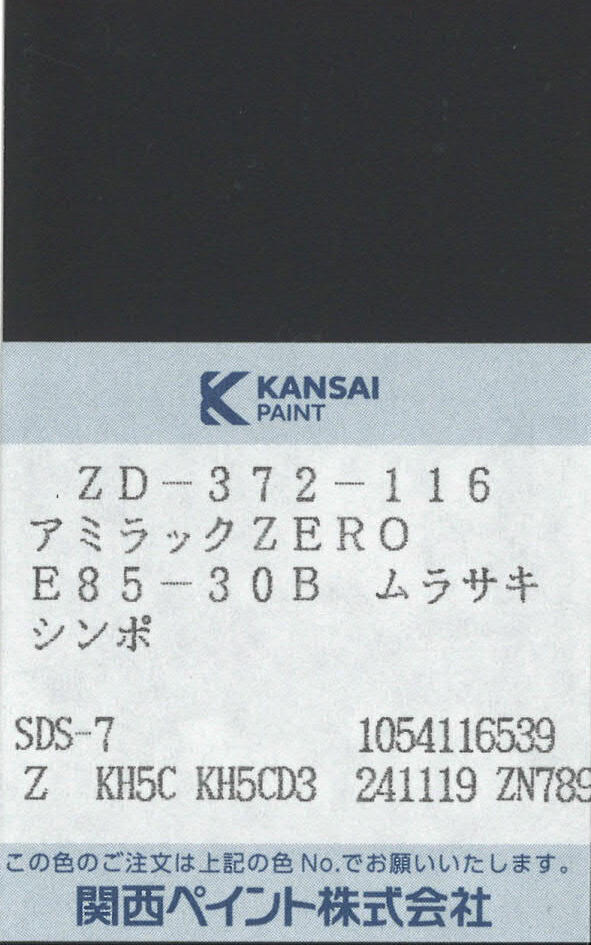 KANSAI
PAINT
ZD-372-116
アミラックZERO
E85-30B ムラサキ
シンポ
SDS-7 1054116539
Z KH5C KH5CD3 241119 ZN789
この色のご注文は上記の色No.でお願いいたします。
関西ペイント株式会社